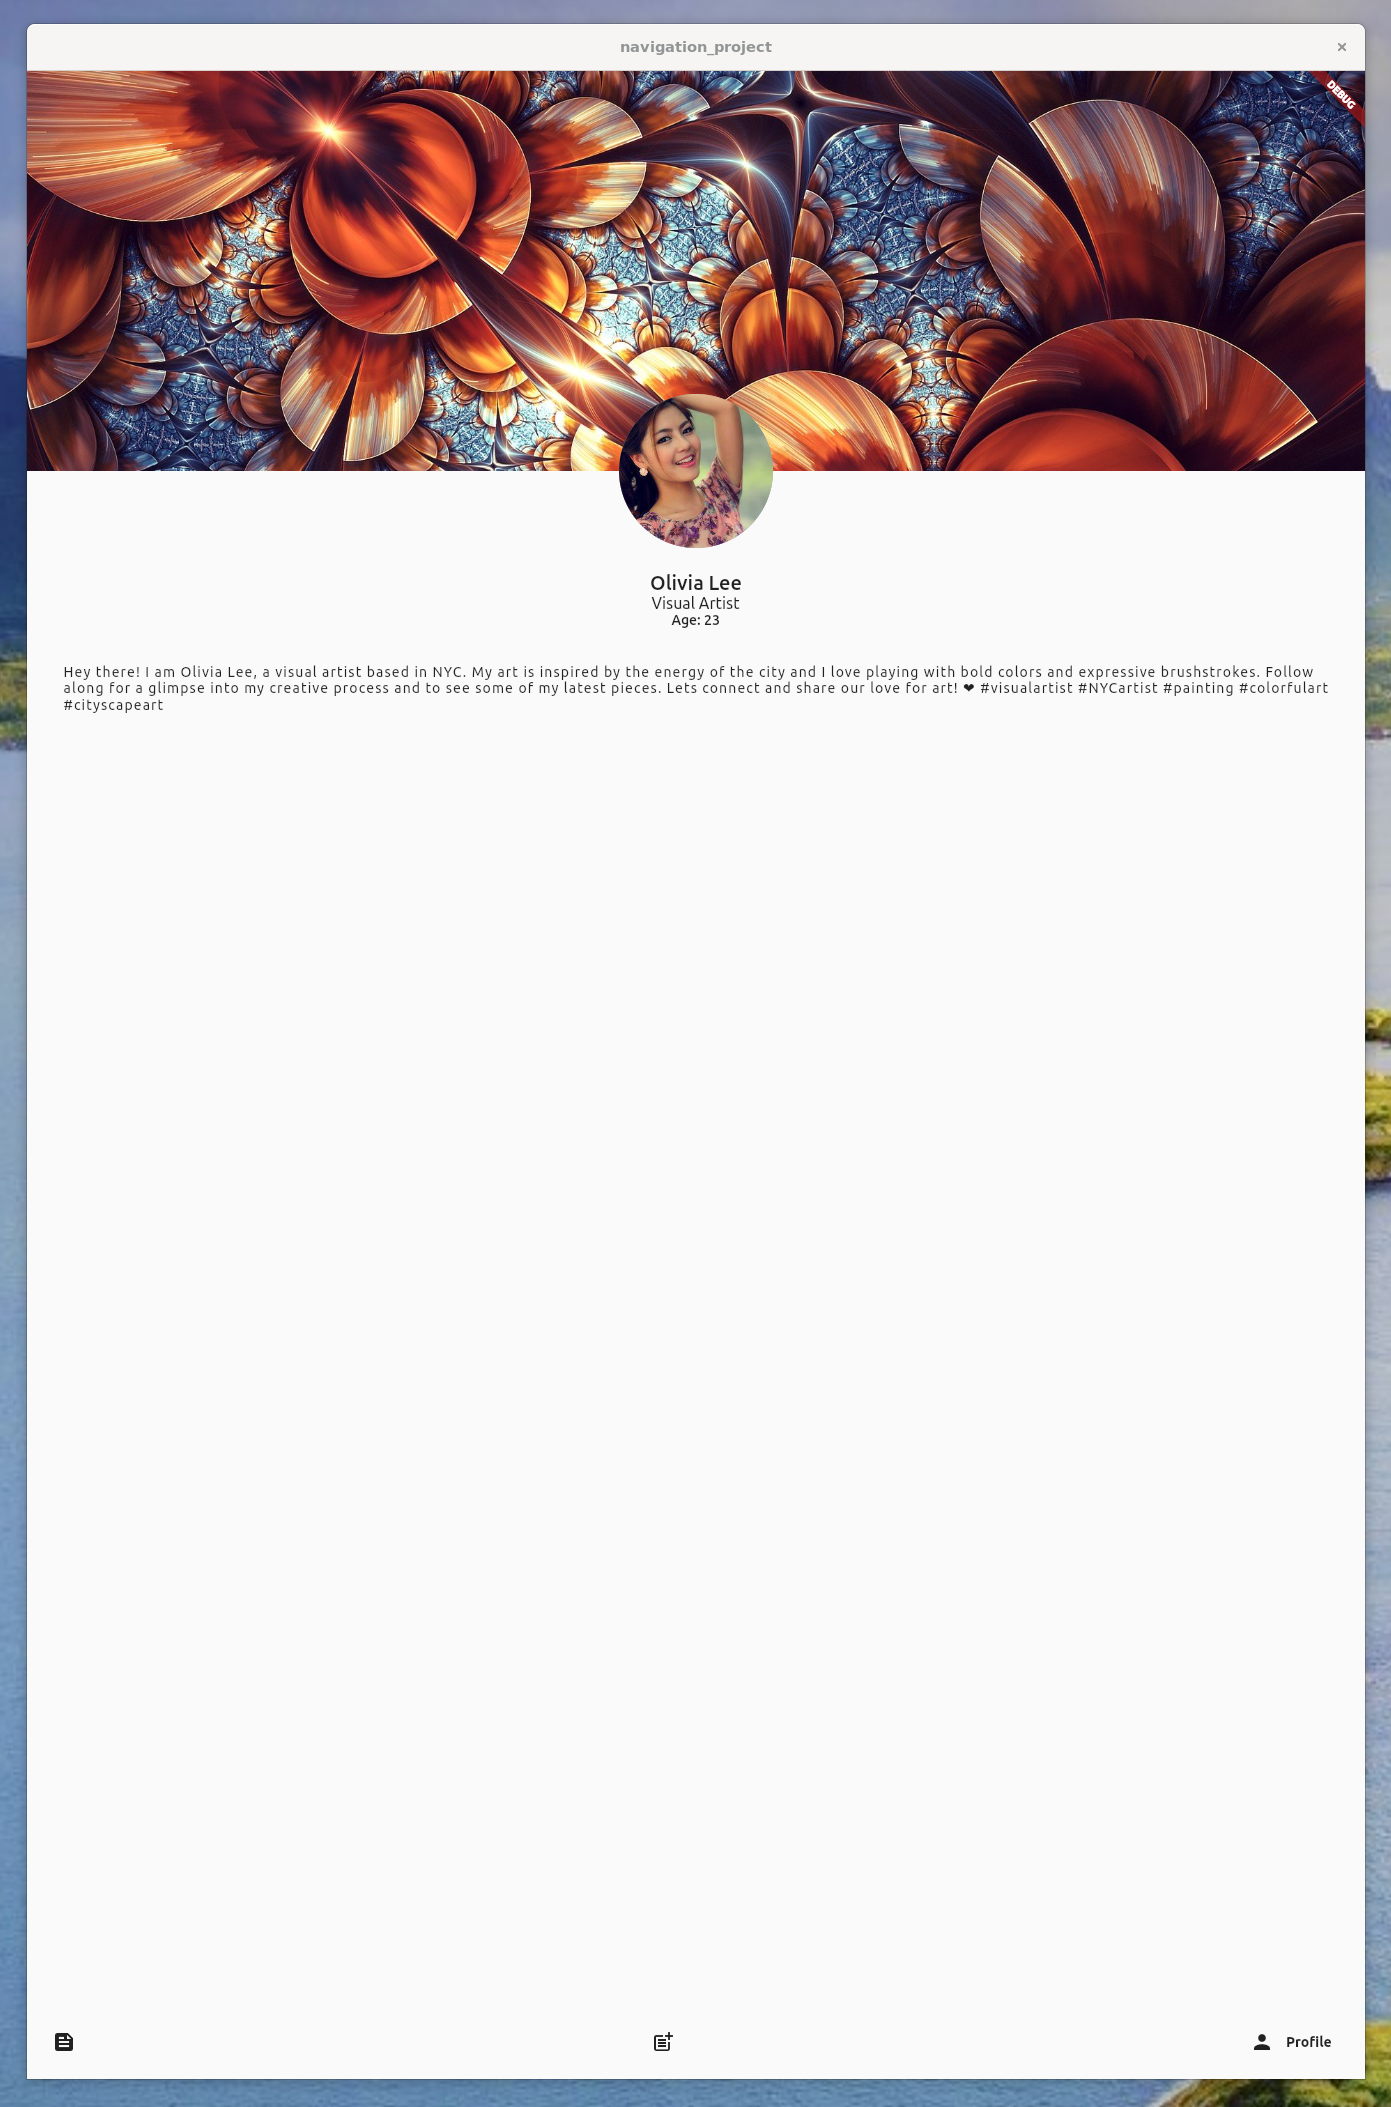 navigation_project
DEBUG
Olivia Lee
Visual Artist
Age: 23
Hey there! I am Olivia Lee, a visual artist based in NYC. My art is inspired by the energy of the city and I love playing with bold colors and expressive brushstrokes. Follow
along for a glimpse into my creative process and to see some of my latest pieces. Lets connect and share our love for art! ❤ #visualartist #NYCartist #painting #colorfulart
#cityscapeart
Profile